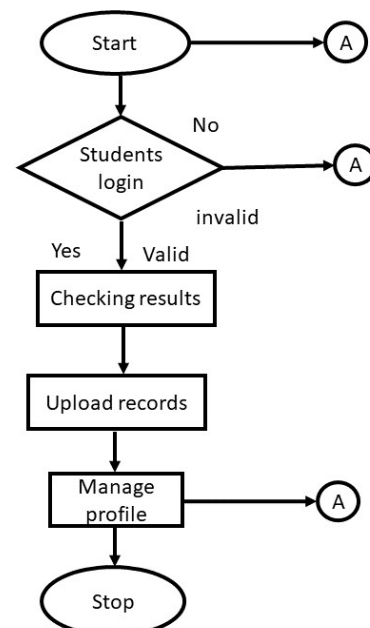 Start
A
No
Students
login
A
invalid
Yes
Valid
Checking results
Upload records
Manage
profile
A
Stop